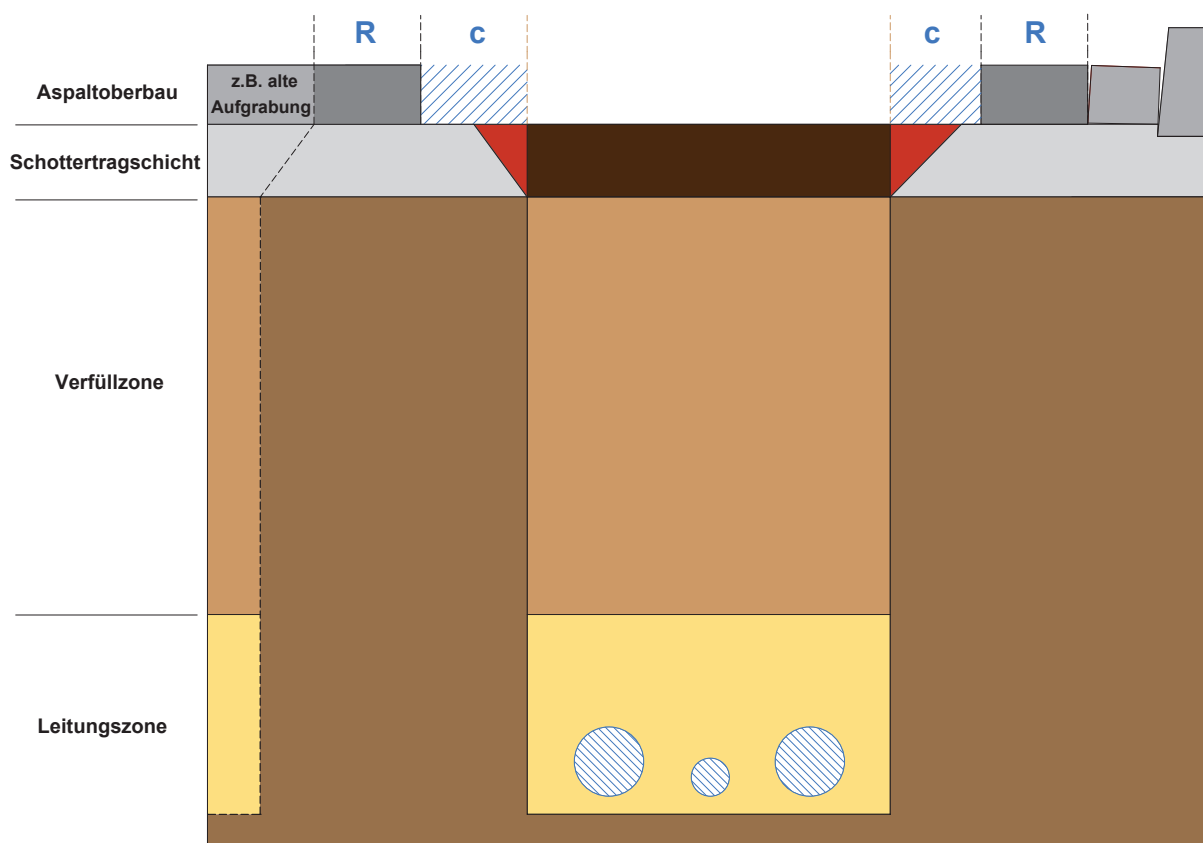 R
c
c
R
Aspaltoberbau
z.B. alte
Aufgrabung
Schottertragschicht
Verfüllzone
Leitungszone